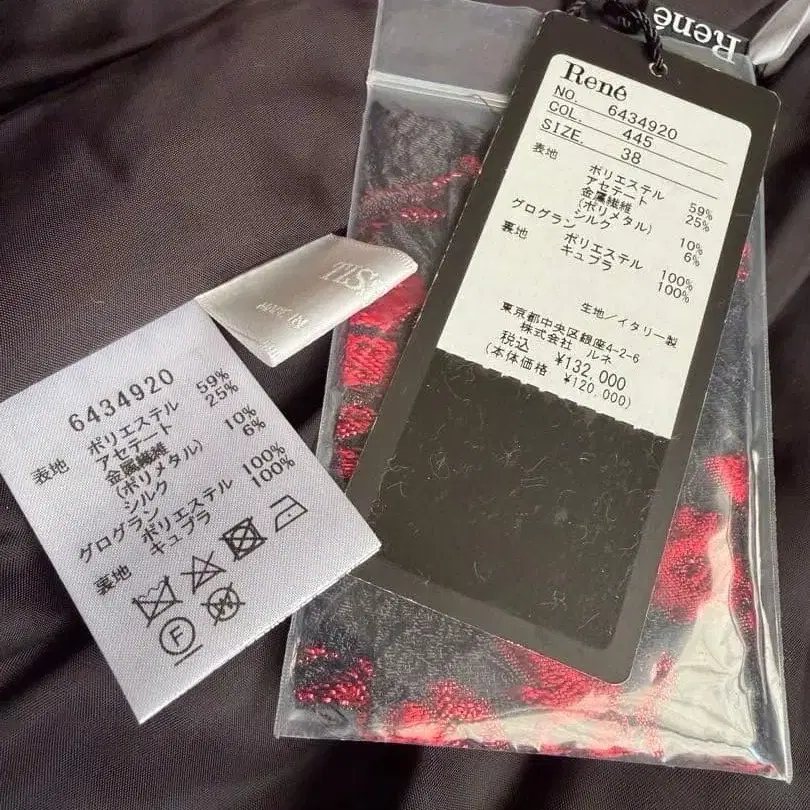 René
René
NO. 6434920
COL. 445
SIZE. 38
表地 ポリエステル 59%
アセテート 25%
金属繊維
(ポリメタル) 10%
シルク 6%
グログラン ポリエステル 100%
裏地 キュプラ 100%
生地/イタリー製
東京都中央区銀座4-2-6
株式会社 ルネ
税込 ¥132,000
(本体価格 ¥120,000)
6434920
表地 ポリエステル 59%
アセテート 25%
金属繊維
(ポリメタル) 10%
シルク 6%
グログラン
ポリエステル 100%
裏地 キュプラ 100%
F
W